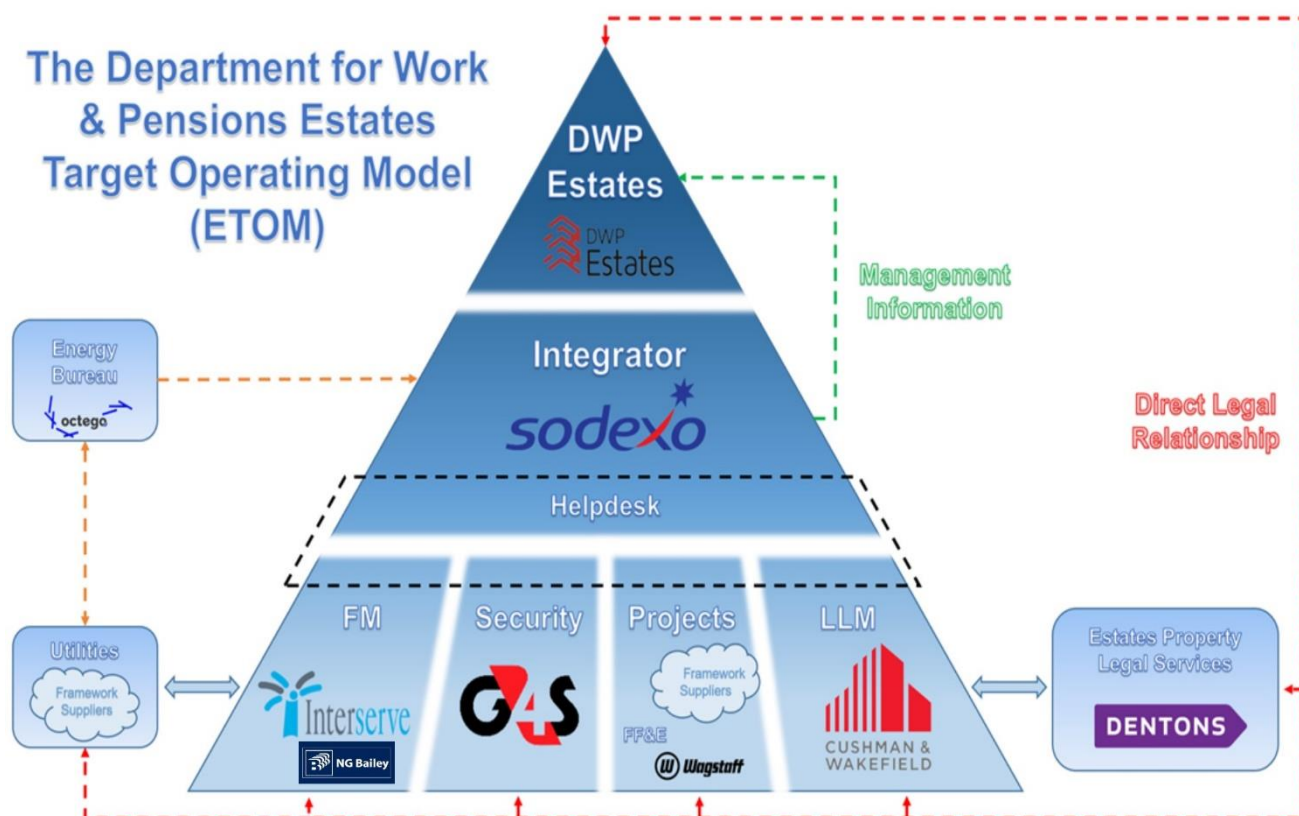 The Department for Work
& Pensions Estates
Target Operating Model
(ETOM)
DWP
Estates
DWP
Estates
Management
Information
Energy
Bureau
octego
Integrator
sodexo
Direct Legal
Relationship
Helpdesk
FM
Security
Projects
LLM
Utilities
Framework
Suppliers
Interserve
NG Bailey
G4S
Framework
Suppliers
FF&E
Wagstaff
CUSHMAN &
WAKEFIELD
Estates Property
Legal Services
DENTONS